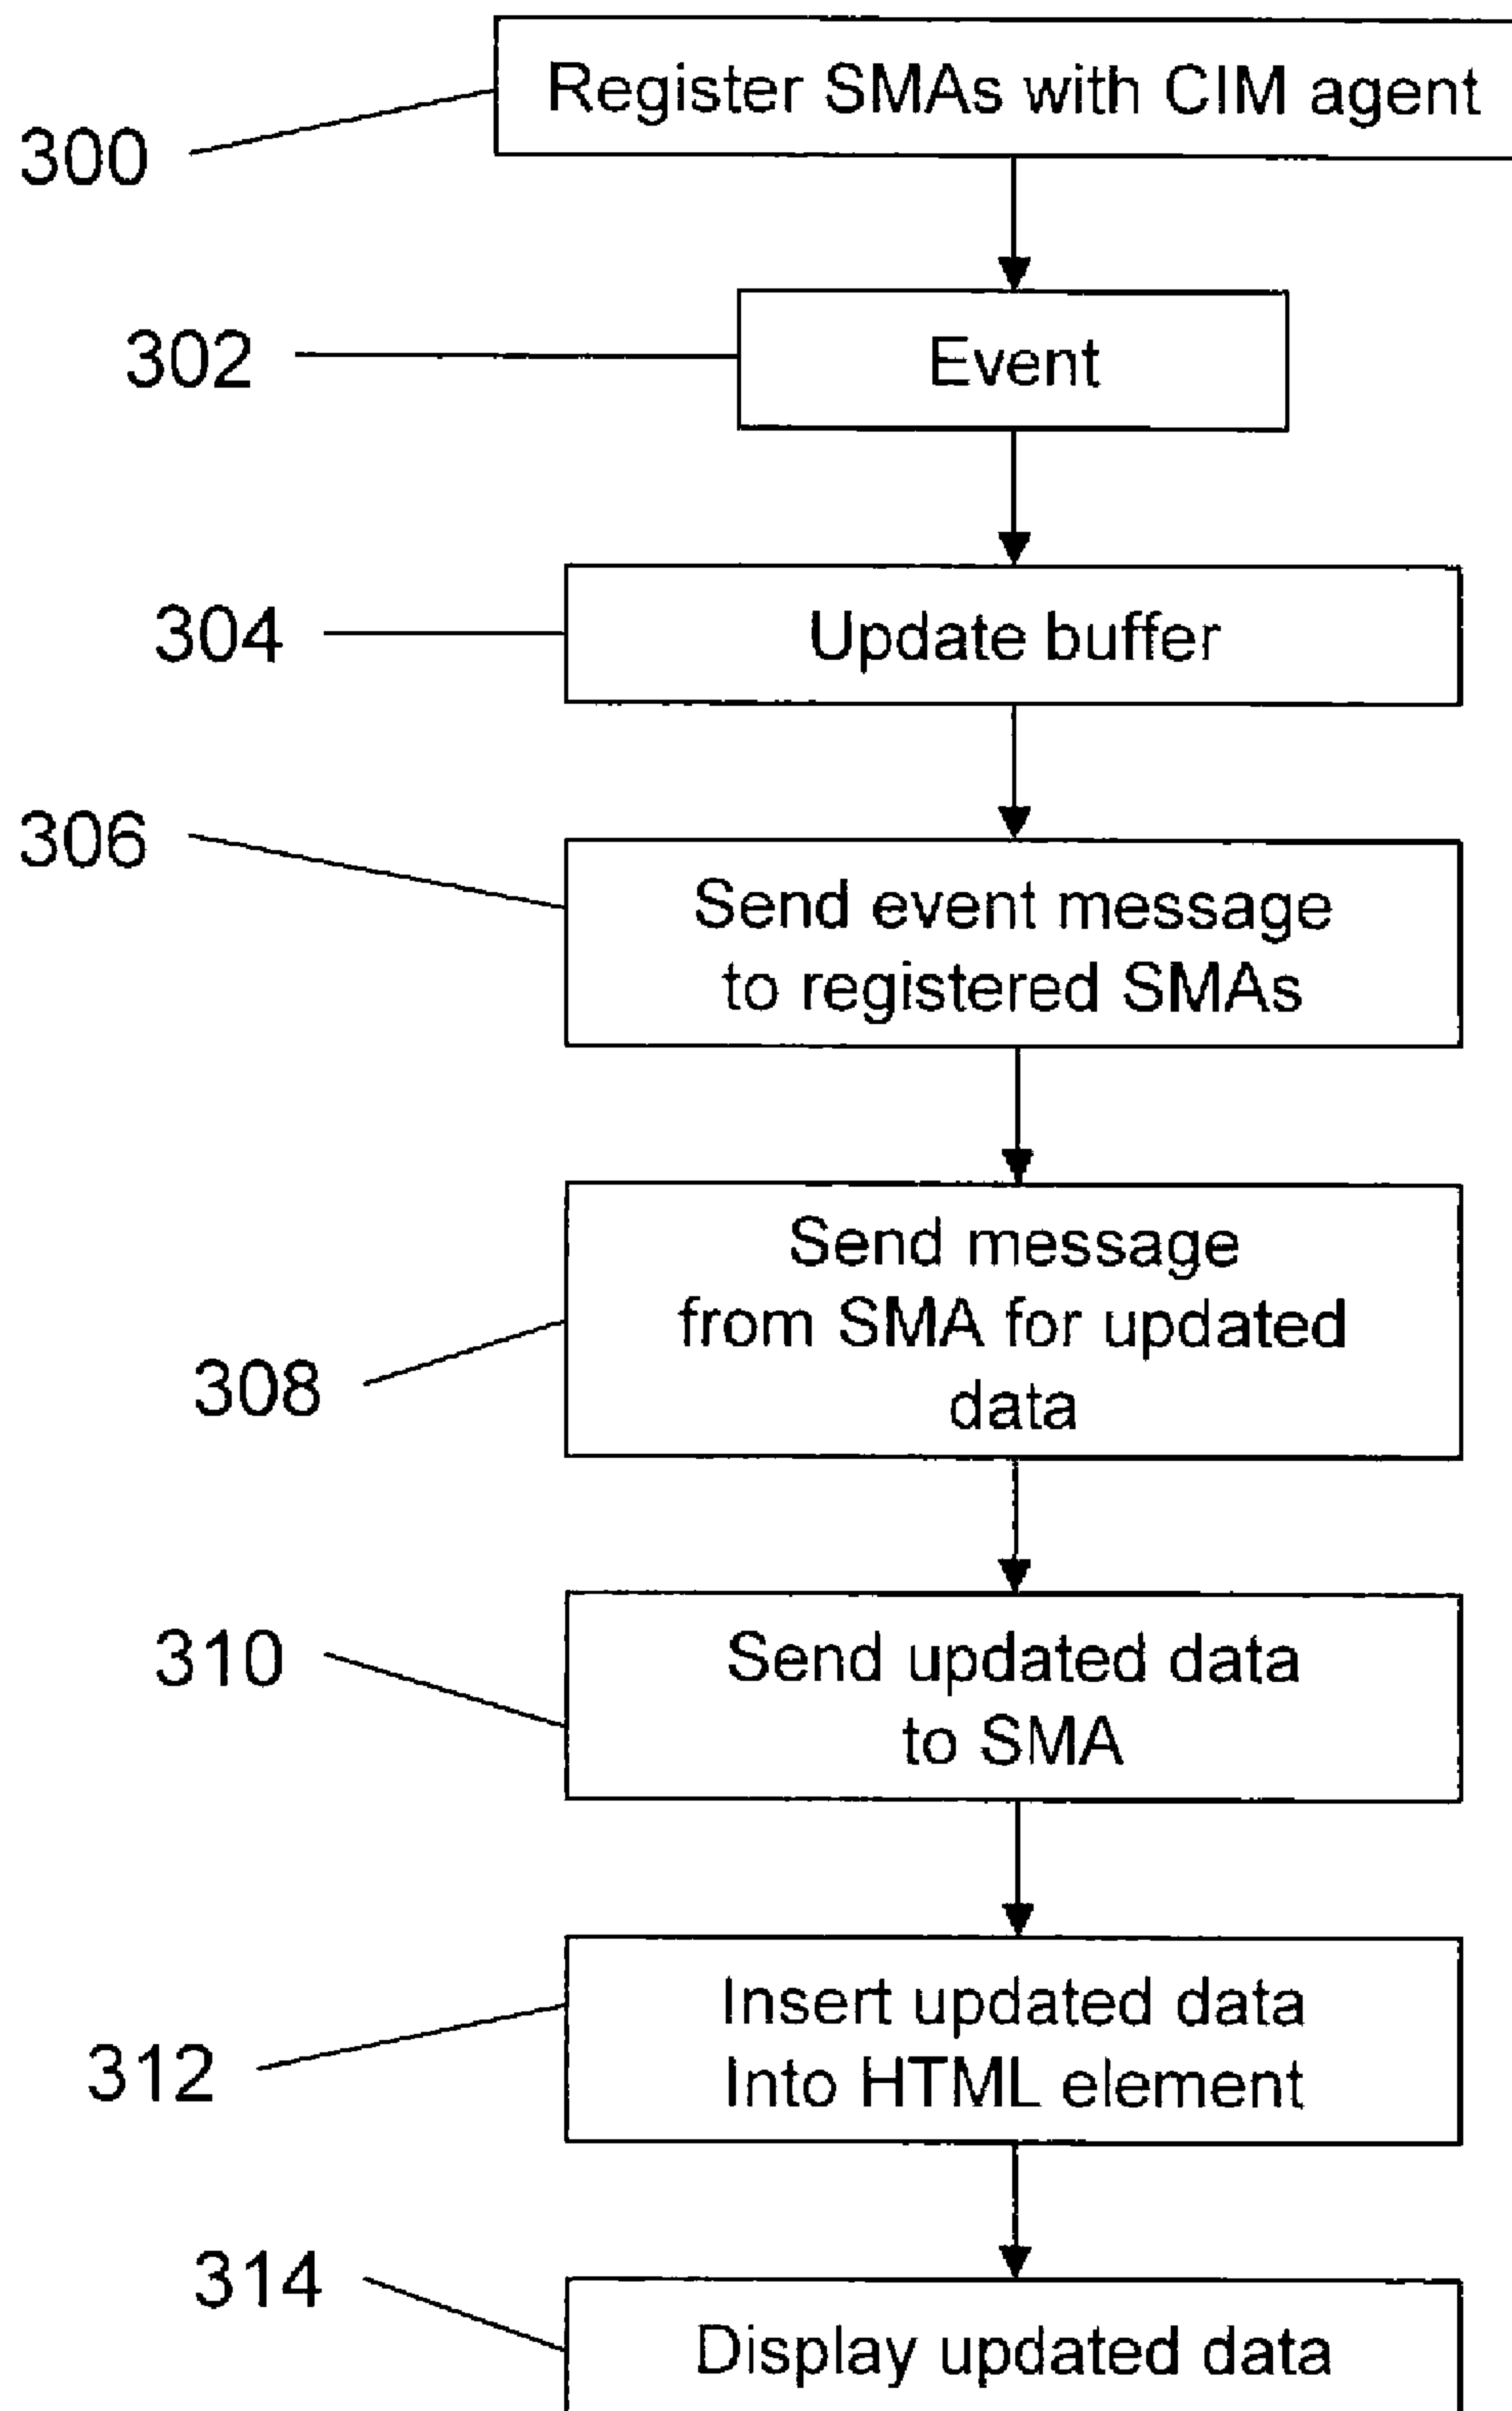 Register SMAs with CIM agent
300
302
Event
304
Update buffer
306
Send event message
to registered SMAs
Send message
from SMA for updated
data
308
310
Send updated data
to SMA
Insert updated data
Into HTML element
312
314
Display updated data